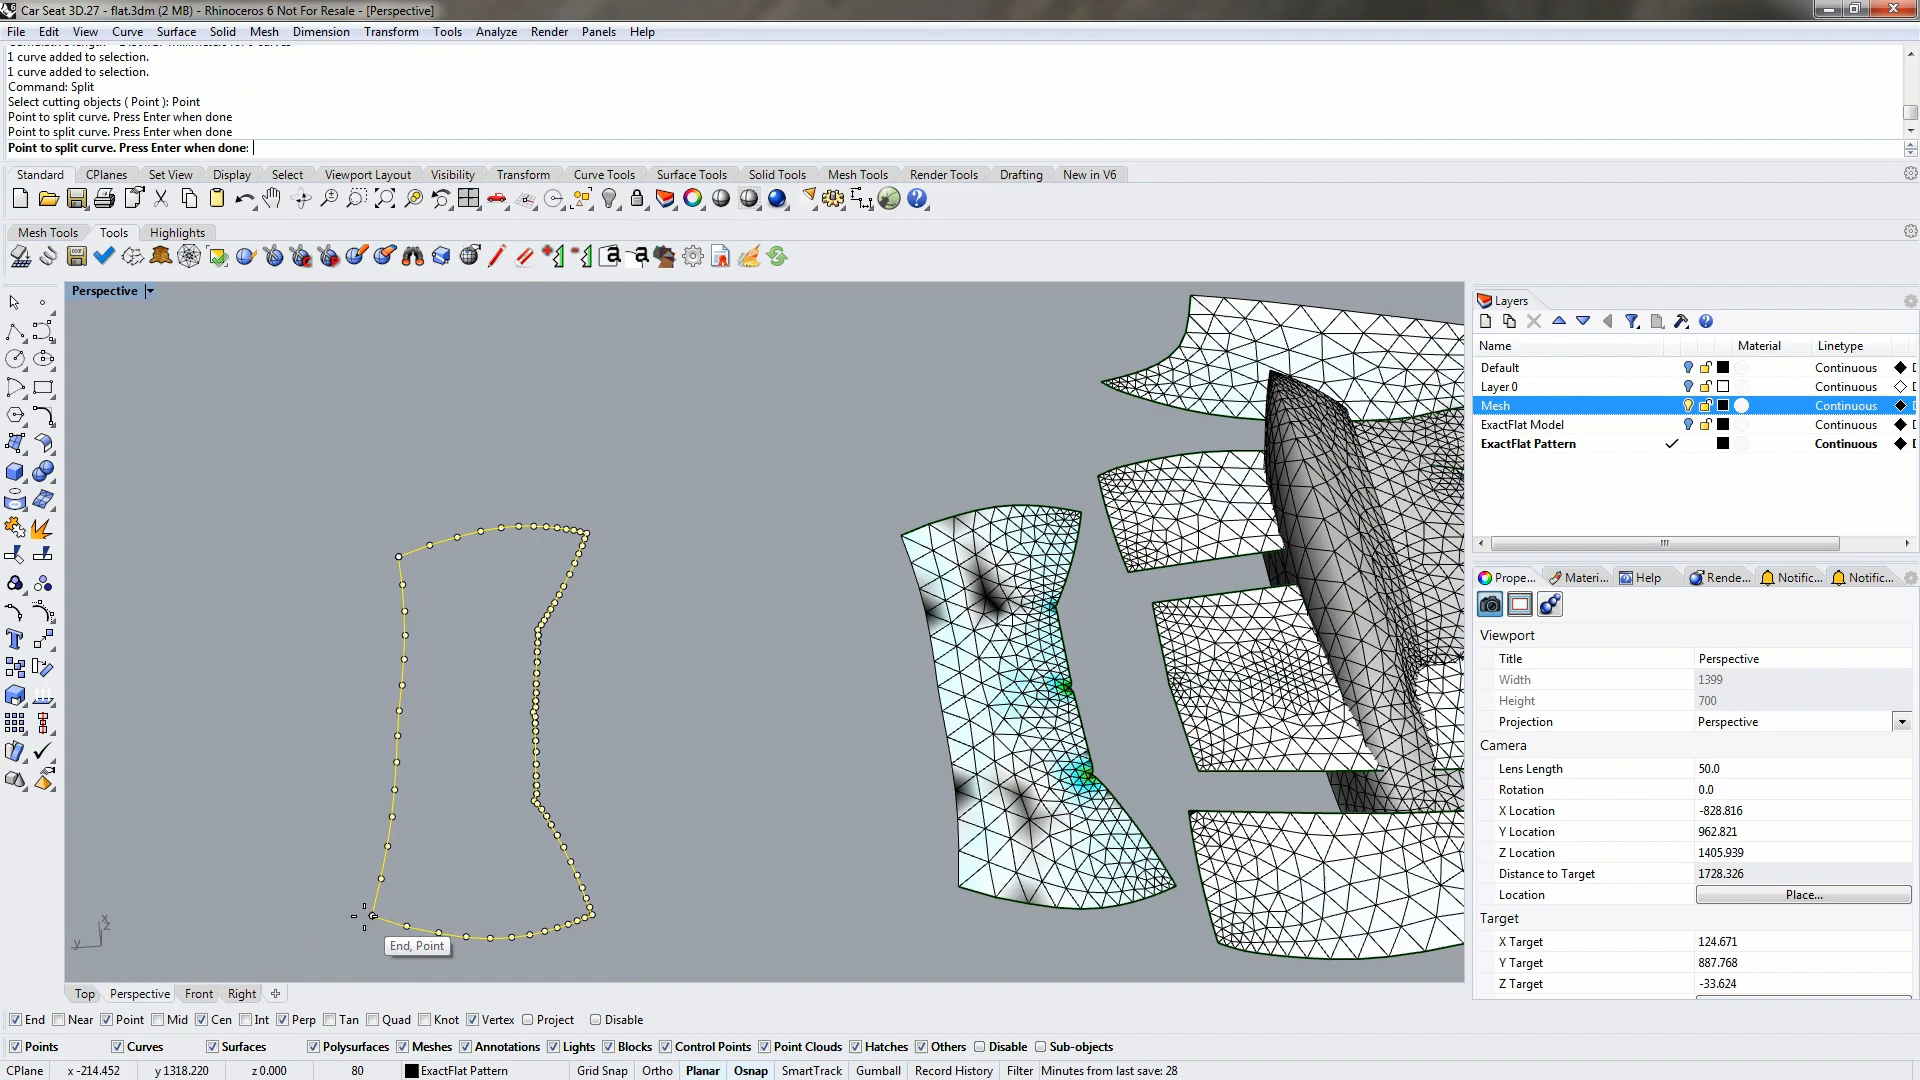 Car Seat 3D.27 - flat.3dm (2 MB) - Rhinoceros 6 Not For Resale - [Perspective]
File Edit View Curve Surface Solid Mesh Dimension Transform Tools Analyze Render Panels Help
1 curve added to selection.
1 curve added to selection.
Command: Split
Select cutting objects ( Point ): Point
Point to split curve. Press Enter when done
Point to split curve. Press Enter when done
Point to split curve. Press Enter when done:
Standard CPlanes Set View Display Select Viewport Layout Visibility Transform Curve Tools Surface Tools Solid Tools Mesh Tools Render Tools Drafting New in V6
Mesh Tools Tools Highlights
Perspective
Layers
Name Material Linetype
Default Continuous
Layer 0 Continuous
Mesh Continuous
ExactFlat Model Continuous
ExactFlat Pattern Continuous
Prope... Materi... Help Rende... Notific... Notific...
Viewport
Title Perspective
Width 1399
Height 700
Projection Perspective
Camera
Lens Length 50.0
Rotation 0.0
X Location -828.816
Y Location 962.821
Z Location 1405.939
Distance to Target 1728.326
Location Place...
Target
X Target 124.671
Y Target 887.768
Z Target -33.624
End, Point
x
y z
Top Perspective Front Right
End Near Point Mid Cen Int Perp Tan Quad Knot Vertex Project Disable
Points Curves Surfaces Polysurfaces Meshes Annotations Lights Blocks Control Points Point Clouds Hatches Others Disable Sub-objects
CPlane x -214.452 y 1318.220 z 0.000 80 ExactFlat Pattern Grid Snap Ortho Planar Osnap SmartTrack Gumball Record History Filter Minutes from last save: 28